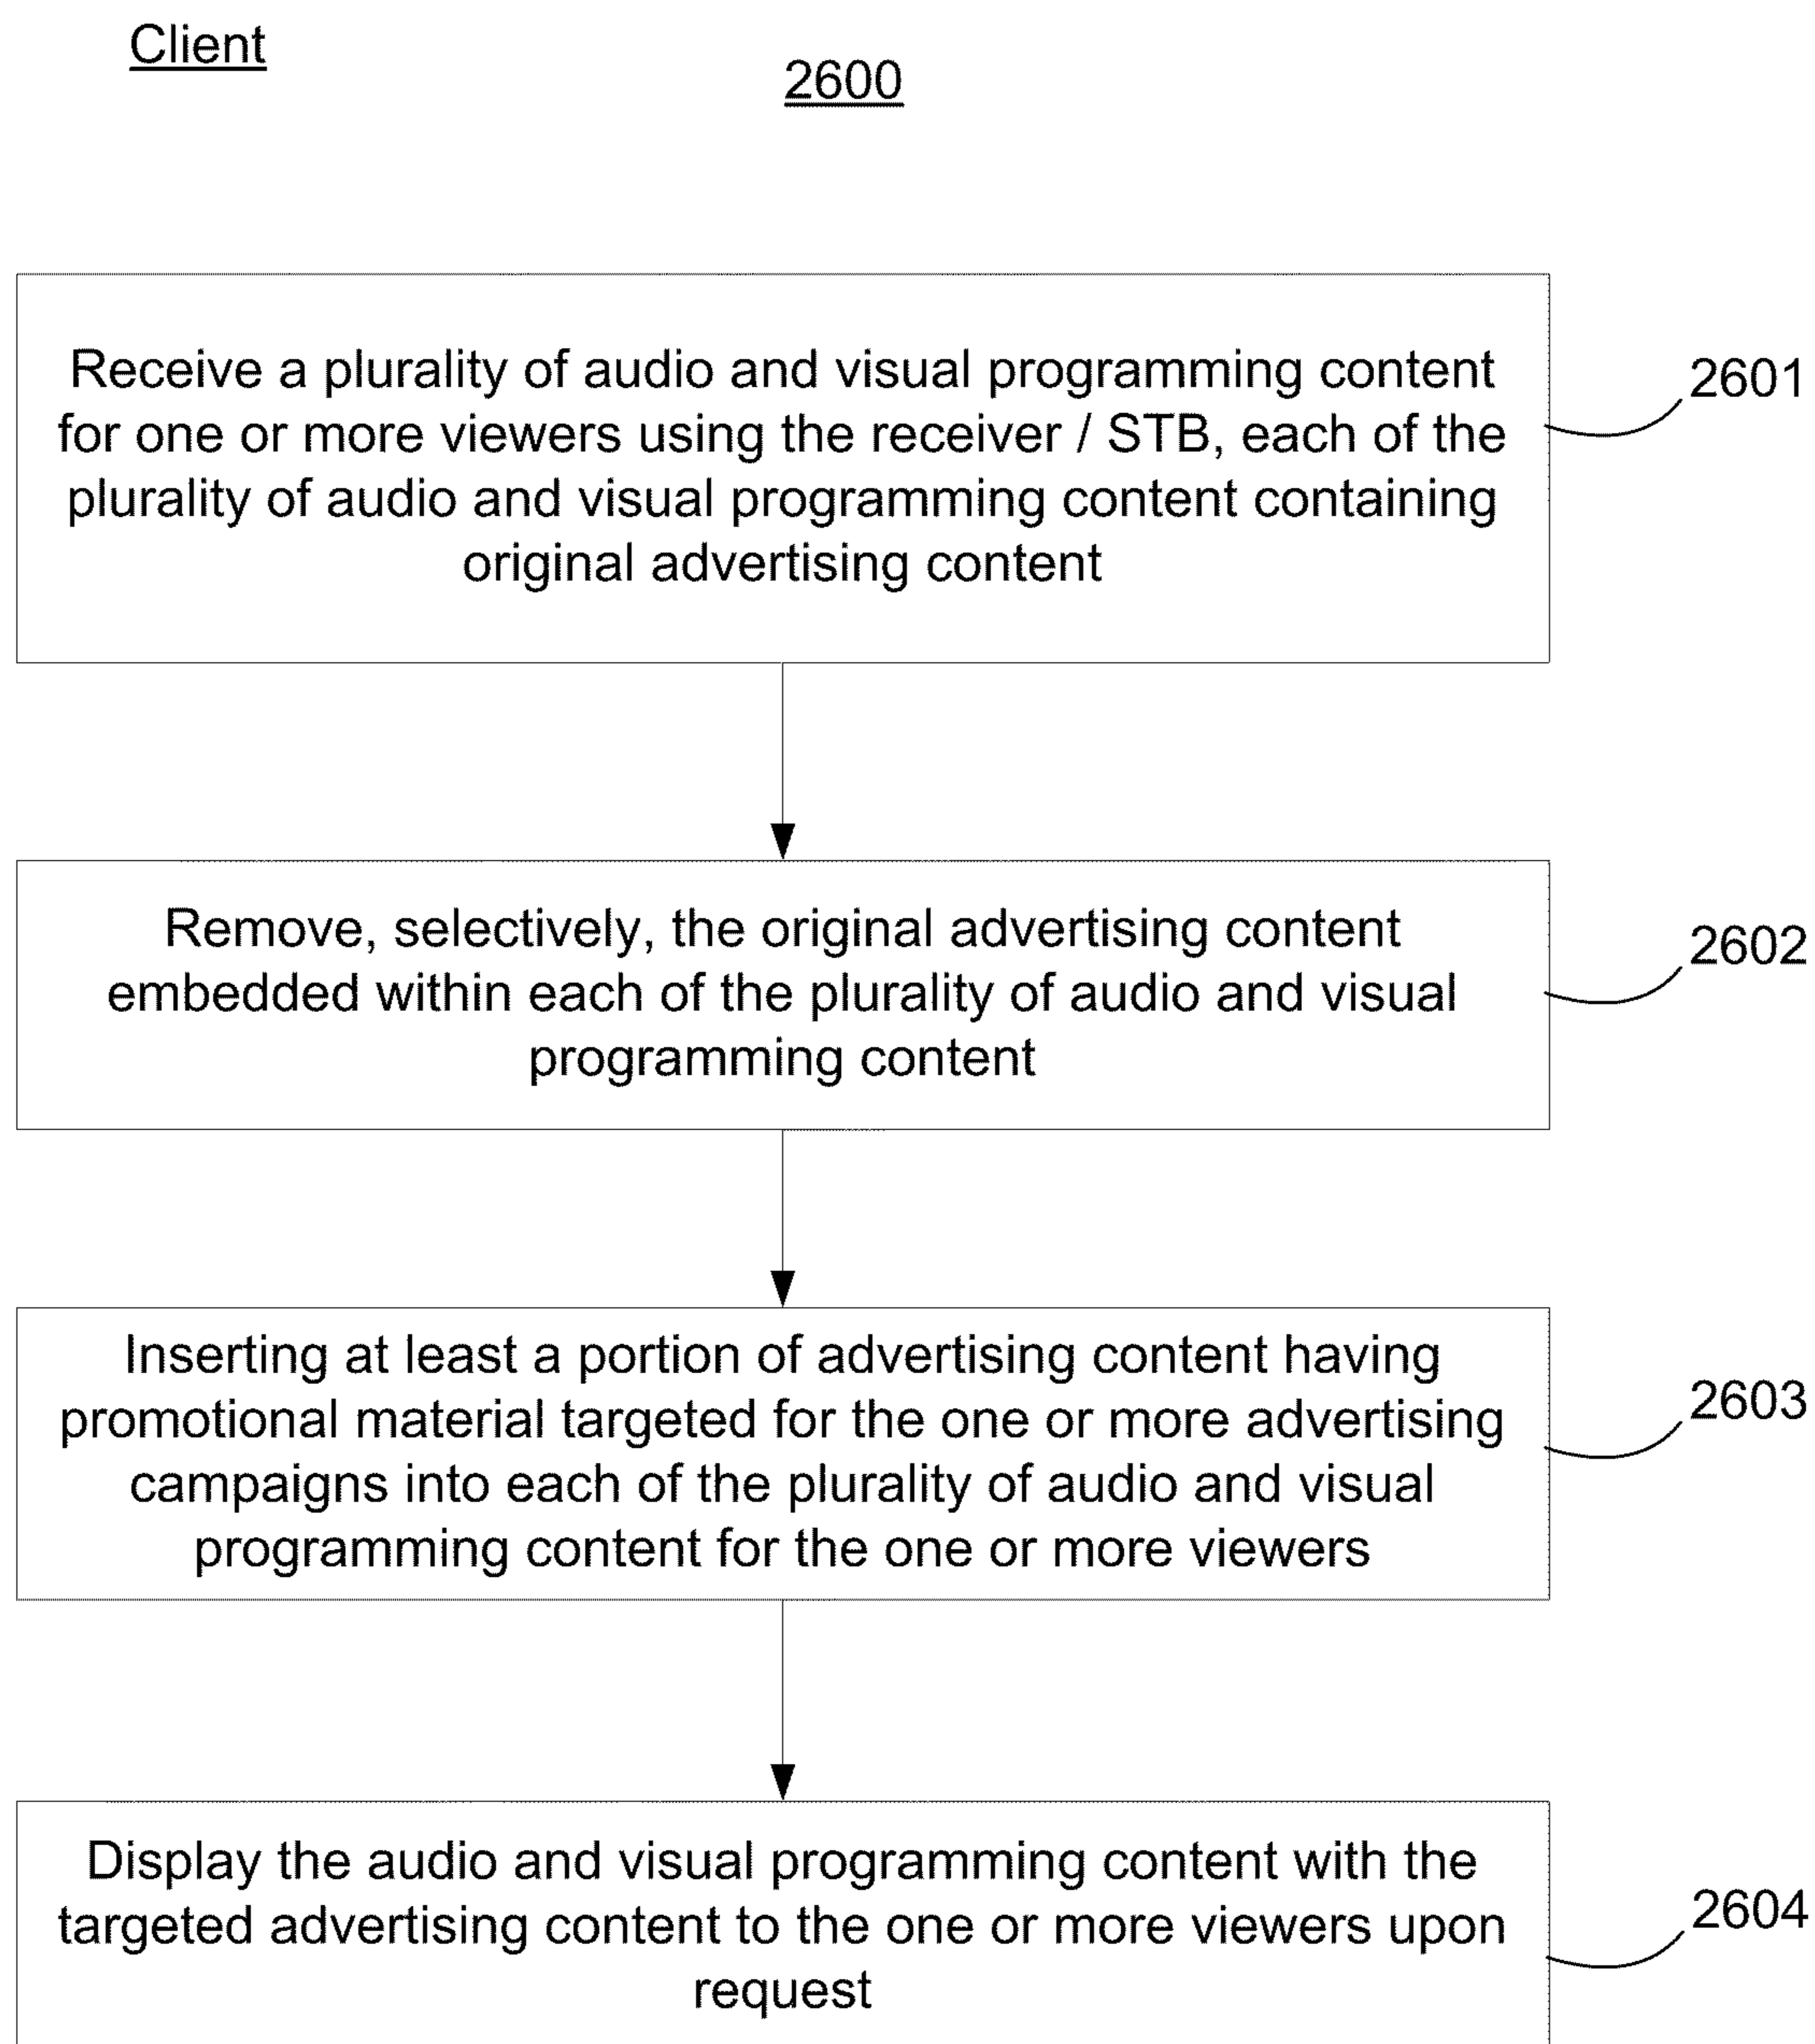 Client
2600
Receive a plurality of audio and visual programming content
for one or more viewers using the receiver / STB, each of the
plurality of audio and visual programming content containing
original advertising content
2601
Remove, selectively, the original advertising content
embedded within each of the plurality of audio and visual
programming content
2602
Inserting at least a portion of advertising content having
promotional material targeted for the one or more advertising
campaigns into each of the plurality of audio and visual
programming content for the one or more viewers
2603
Display the audio and visual programming content with the
targeted advertising content to the one or more viewers upon
request
2604